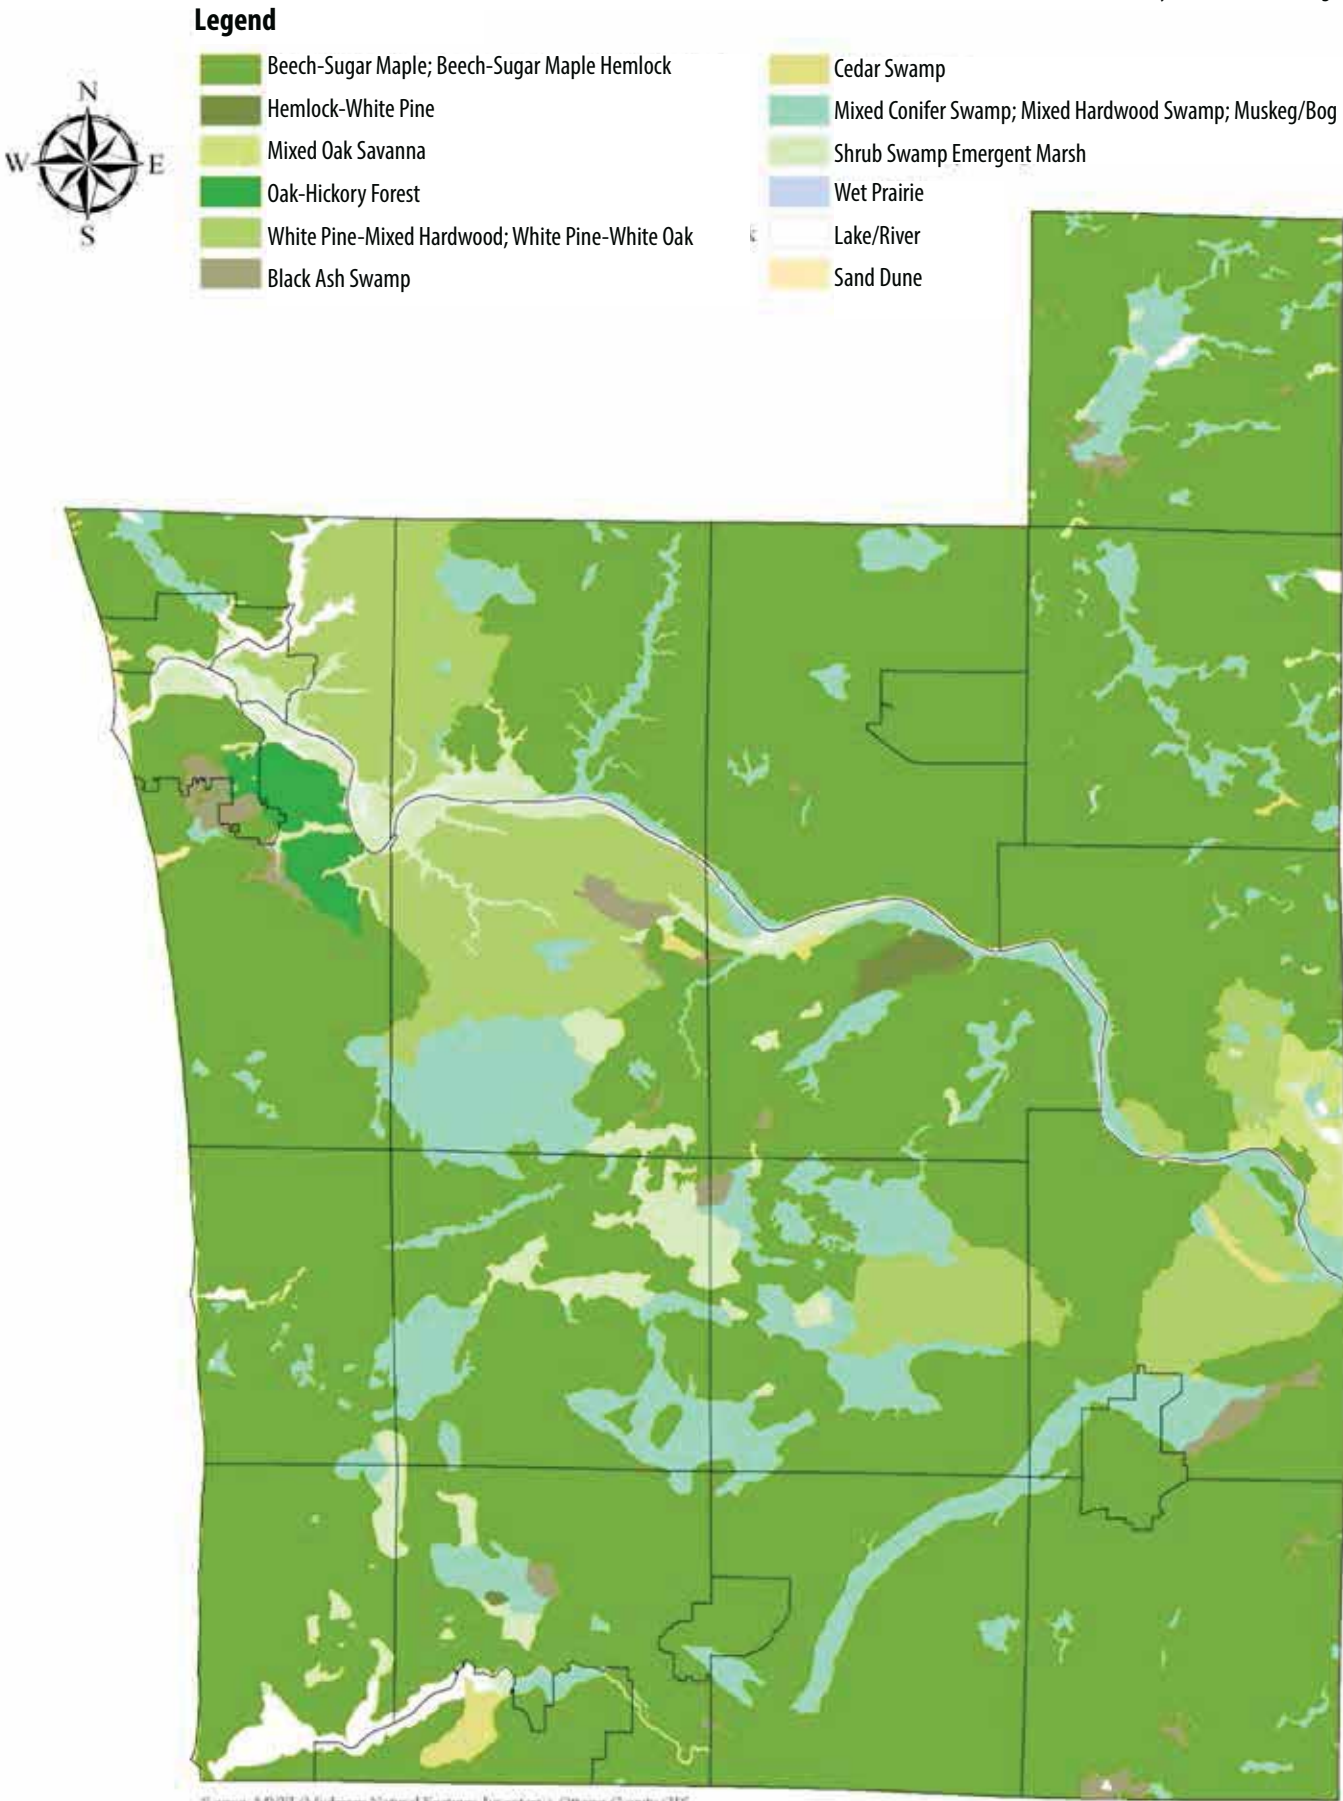 Legend
N
W E
S
Beech-Sugar Maple; Beech-Sugar Maple Hemlock
Hemlock-White Pine
Mixed Oak Savanna
Oak-Hickory Forest
White Pine-Mixed Hardwood; White Pine-White Oak
Black Ash Swamp
Cedar Swamp
Mixed Conifer Swamp; Mixed Hardwood Swamp; Muskeg/Bog
Shrub Swamp Emergent Marsh
Wet Prairie
Lake/River
Sand Dune